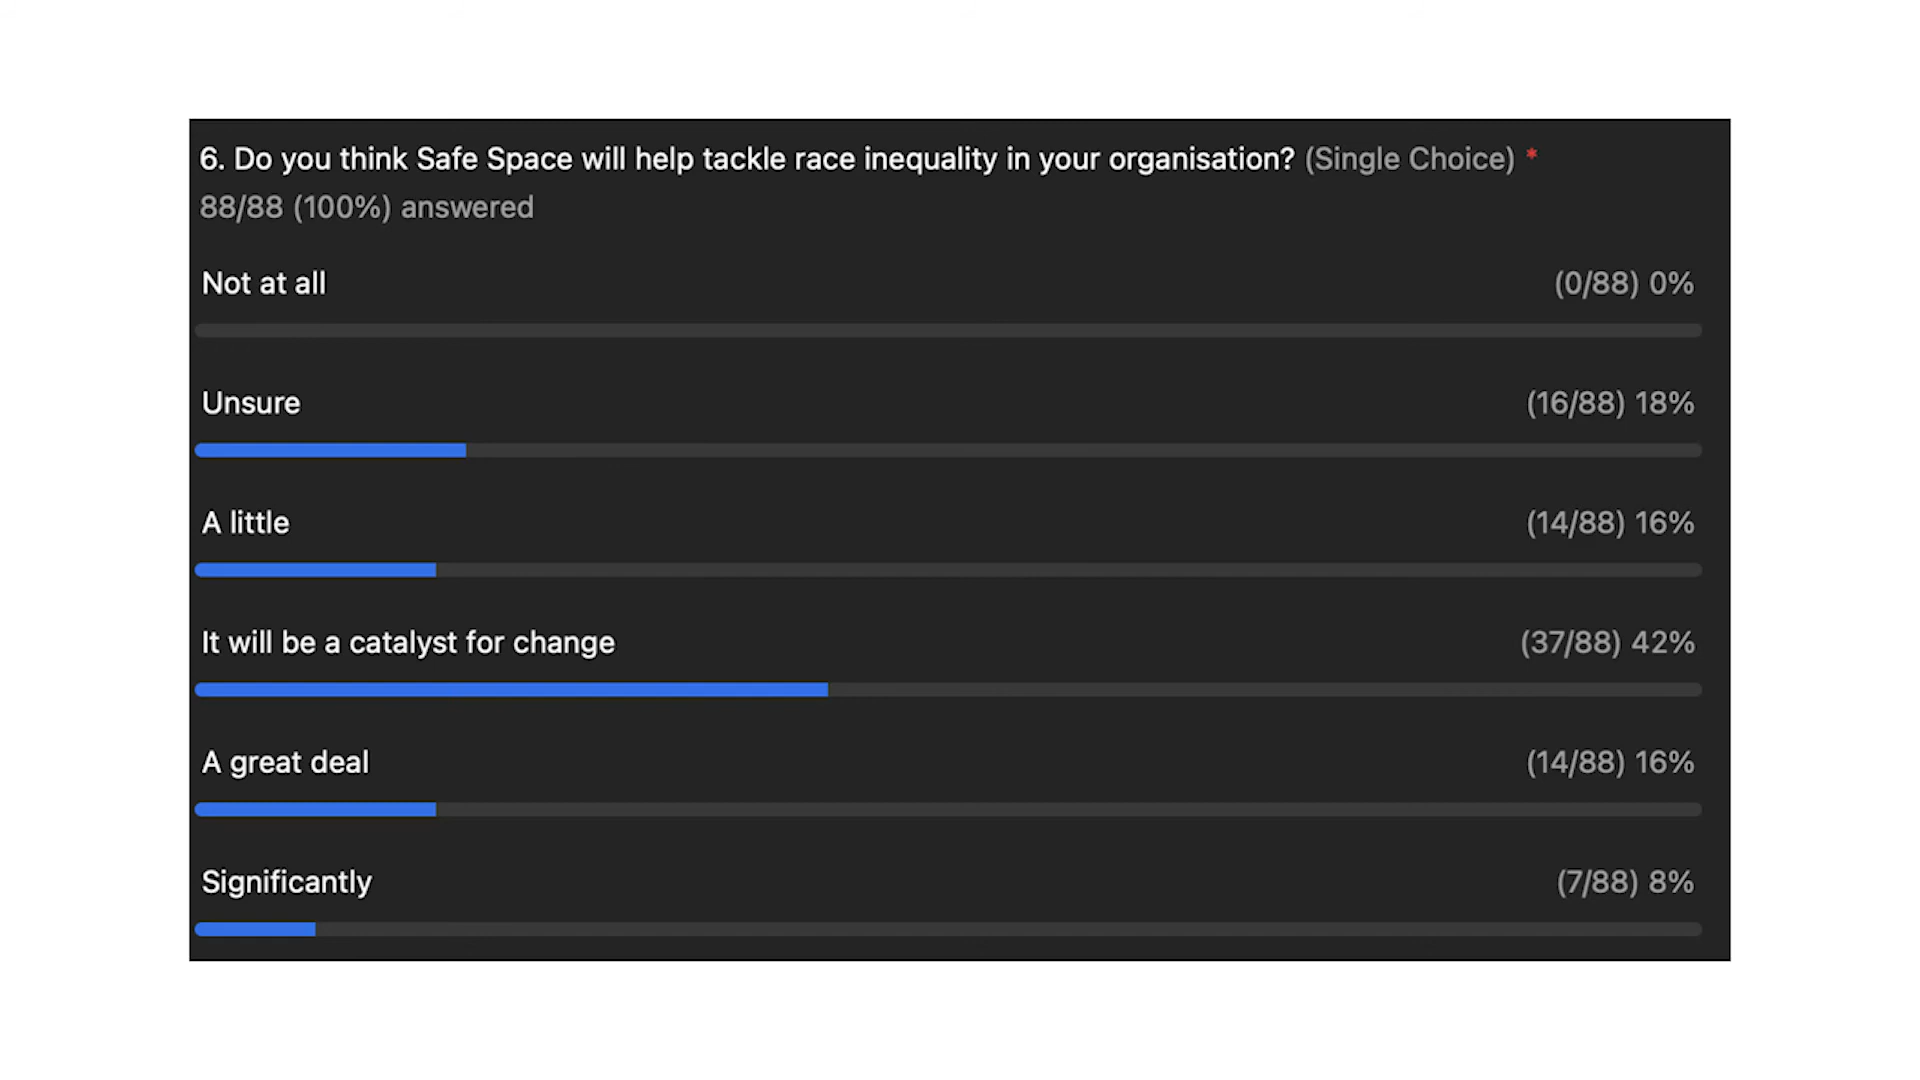 6. Do you think Safe Space will help tackle race inequality in your organisation? (Single Choice) *
88/88 (100%) answered
Not at all (0/88) 0%
Unsure (16/88) 18%
A little (14/88) 16%
It will be a catalyst for change (37/88) 42%
A great deal (14/88) 16%
Significantly (7/88) 8%